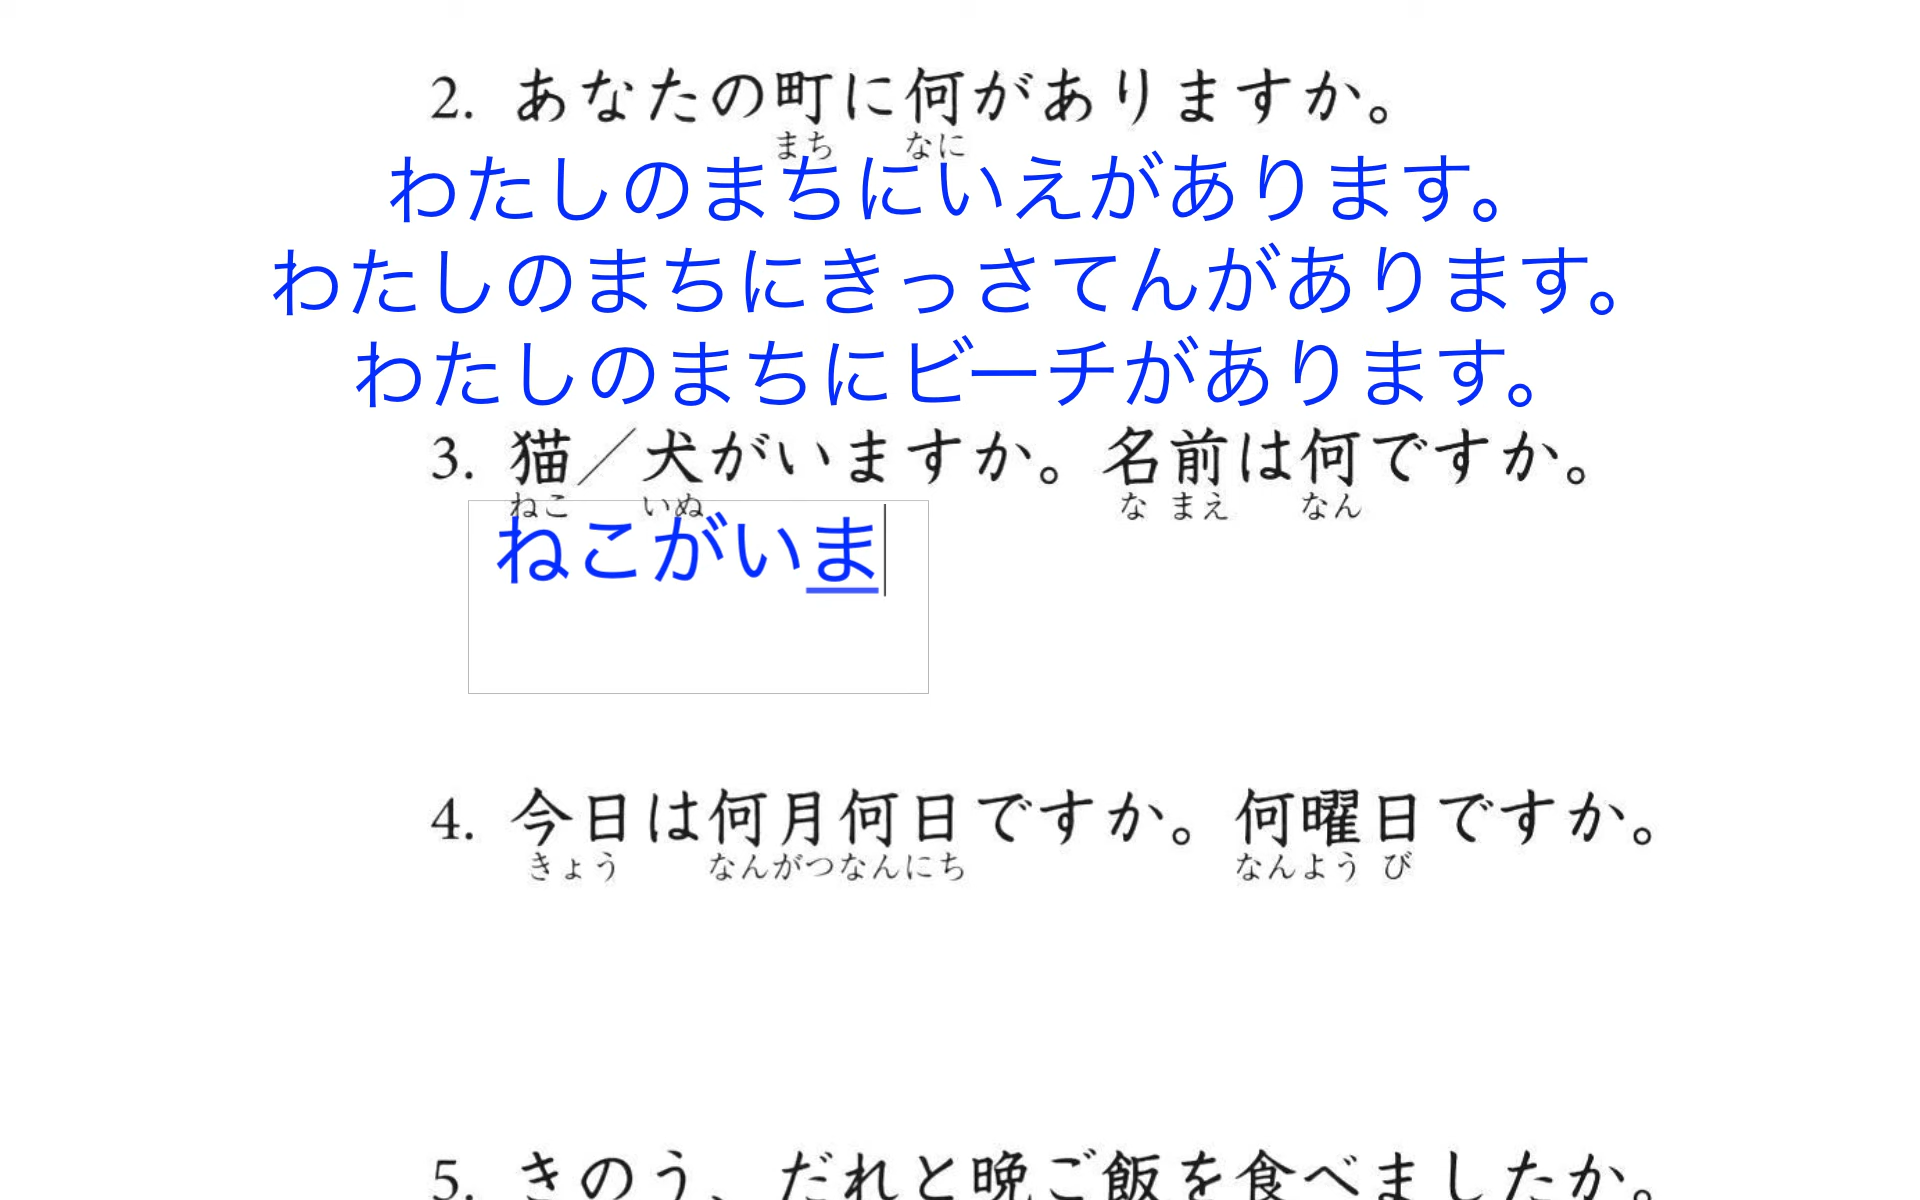 2. あなたの町に何がありますか。
まち なに
わたしのまちにいえがあります。
わたしのまちにきっさてんがあります。
わたしのまちにビーチがあります。
3. 猫／犬がいますか。名前は何ですか。
ねこ いぬ な まえ なん
ねこがいま
4. 今日は何月何日ですか。何曜日ですか。
きょう なんがつなんにち なんよう び
5. きのう、だれと晩ご飯を食べましたか。